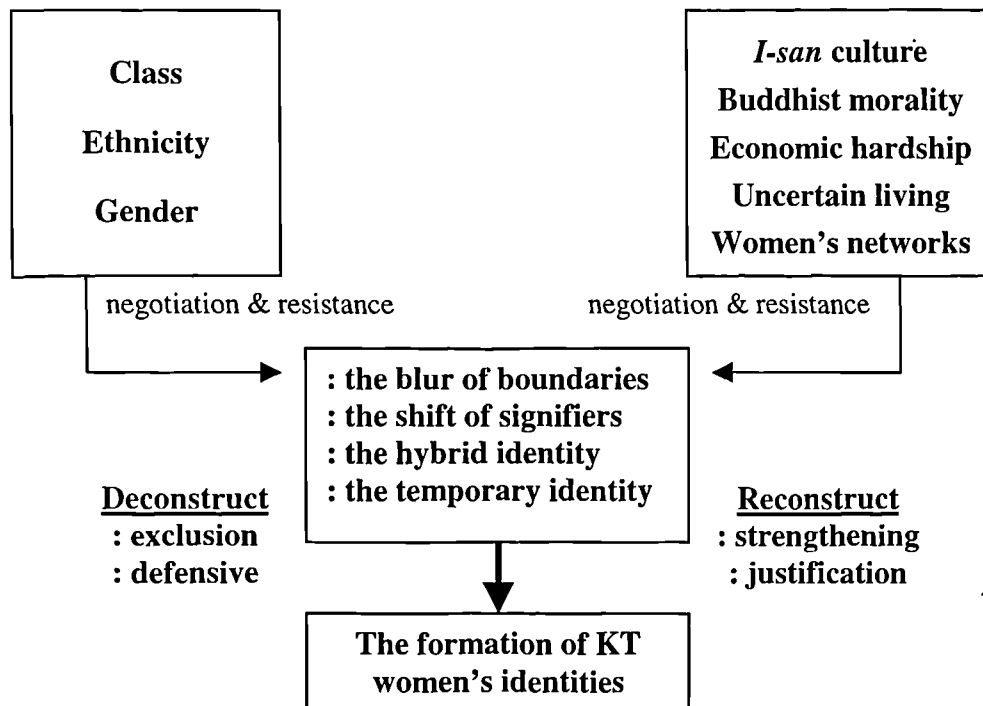 Class
Ethnicity
Gender
I-san culture
Buddhist morality
Economic hardship
Uncertain living
Women's networks
negotiation & resistance
negotiation & resistance
: the blur of boundaries
: the shift of signifiers
: the hybrid identity
: the temporary identity
Deconstruct
: exclusion
: defensive
Reconstruct
: strengthening
: justification
The formation of KT
women's identities